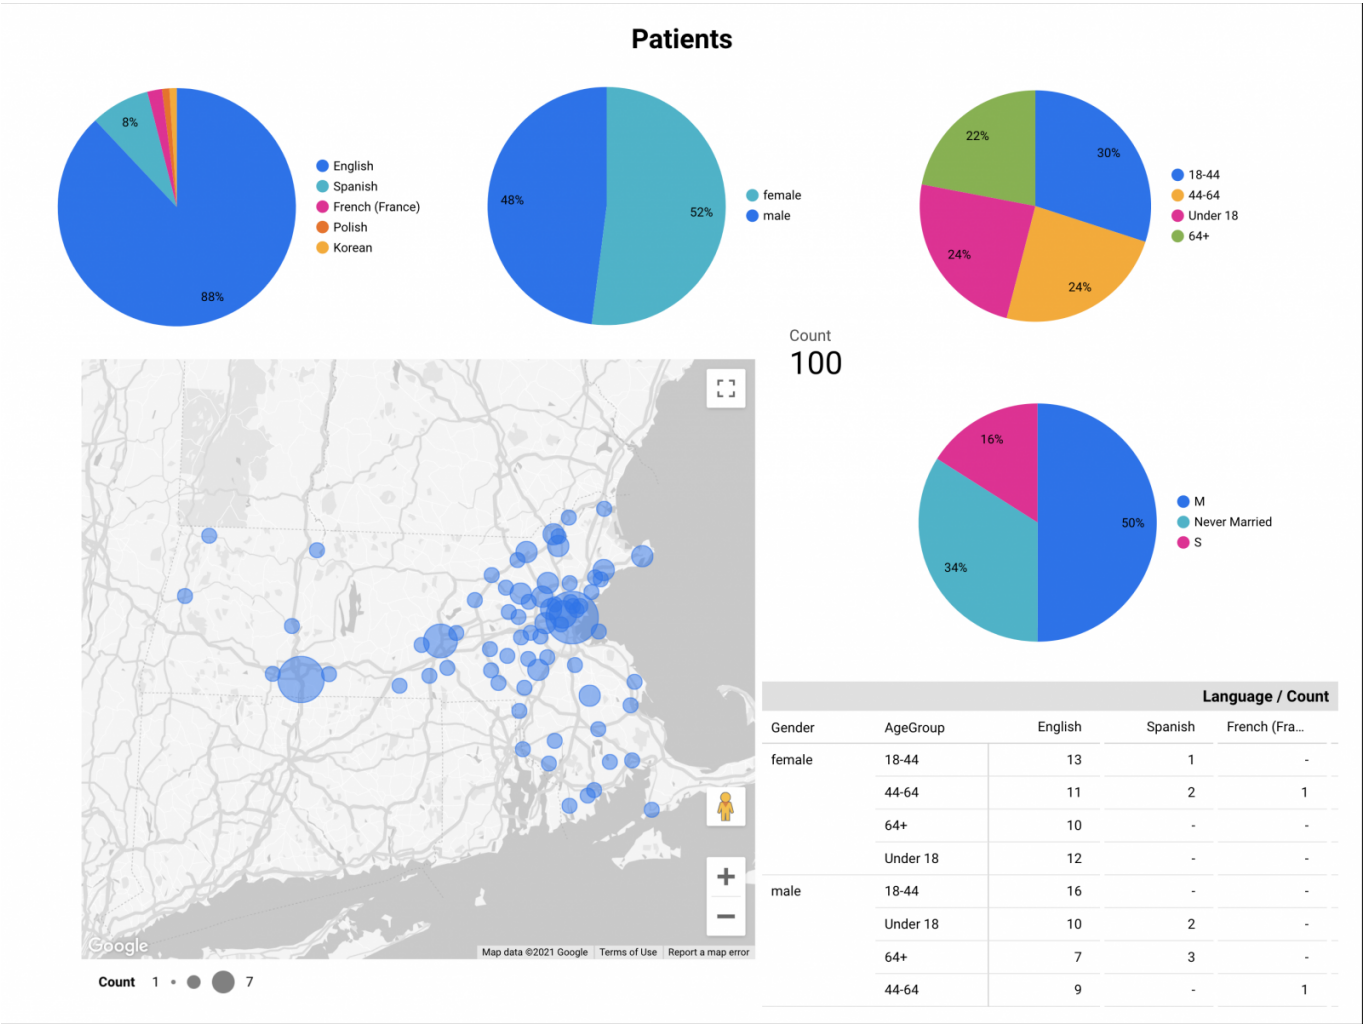 Patients
8%
88%
English
Spanish
French (France)
Polish
Korean
48%
52%
female
male
22%
30%
24%
24%
18-44
44-64
Under 18
64+
Count
100
16%
50%
34%
M
Never Married
S
Google
Map data ©2021 Google Terms of Use Report a map error
Count 1 7
Language / Count
Gender AgeGroup English Spanish French (Fra...
female 18-44 13 1 -
44-64 11 2 1
64+ 10 - -
Under 18 12 - -
male 18-44 16 - -
Under 18 10 2 -
64+ 7 3 -
44-64 9 - 1